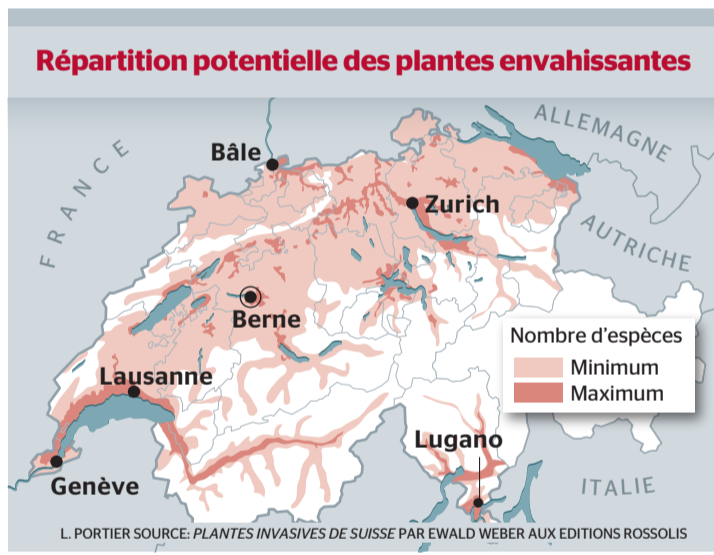 Répartition potentielle des plantes envahissantes
ALLEMAGNE
FRANCE
Bâle
Zurich
AUTRICHE
Berne
Nombre d’espèces
Minimum
Maximum
Lausanne
Lugano
Genève
ITALIE
L. PORTIER SOURCE: PLANTES INVASIVES DE SUISSE PAR EWALD WEBER AUX EDITIONS ROSSOLIS